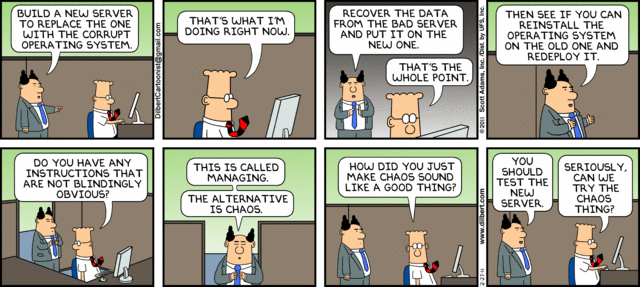 BUILD A NEW SERVER
TO REPLACE THE ONE
WITH THE CORRUPT
OPERATING SYSTEM.
DilbertCartoonist@gmail.com
THAT'S WHAT I'M
DOING RIGHT NOW.
RECOVER THE DATA
FROM THE BAD SERVER
AND PUT IT ON THE
NEW ONE.
THAT'S THE
WHOLE POINT.
© 2011 Scott Adams, Inc. /Dist. by UFS, Inc.
THEN SEE IF YOU CAN
REINSTALL THE
OPERATING SYSTEM
ON THE OLD ONE AND
REDEPLOY IT.
DO YOU HAVE ANY
INSTRUCTIONS THAT
ARE NOT BLINDINGLY
OBVIOUS?
THIS IS CALLED
MANAGING.
THE ALTERNATIVE
IS CHAOS.
HOW DID YOU JUST
MAKE CHAOS SOUND
LIKE A GOOD THING?
www.dilbert.com
2-27-11
YOU
SHOULD
TEST THE
NEW
SERVER.
SERIOUSLY,
CAN WE
TRY THE
CHAOS
THING?